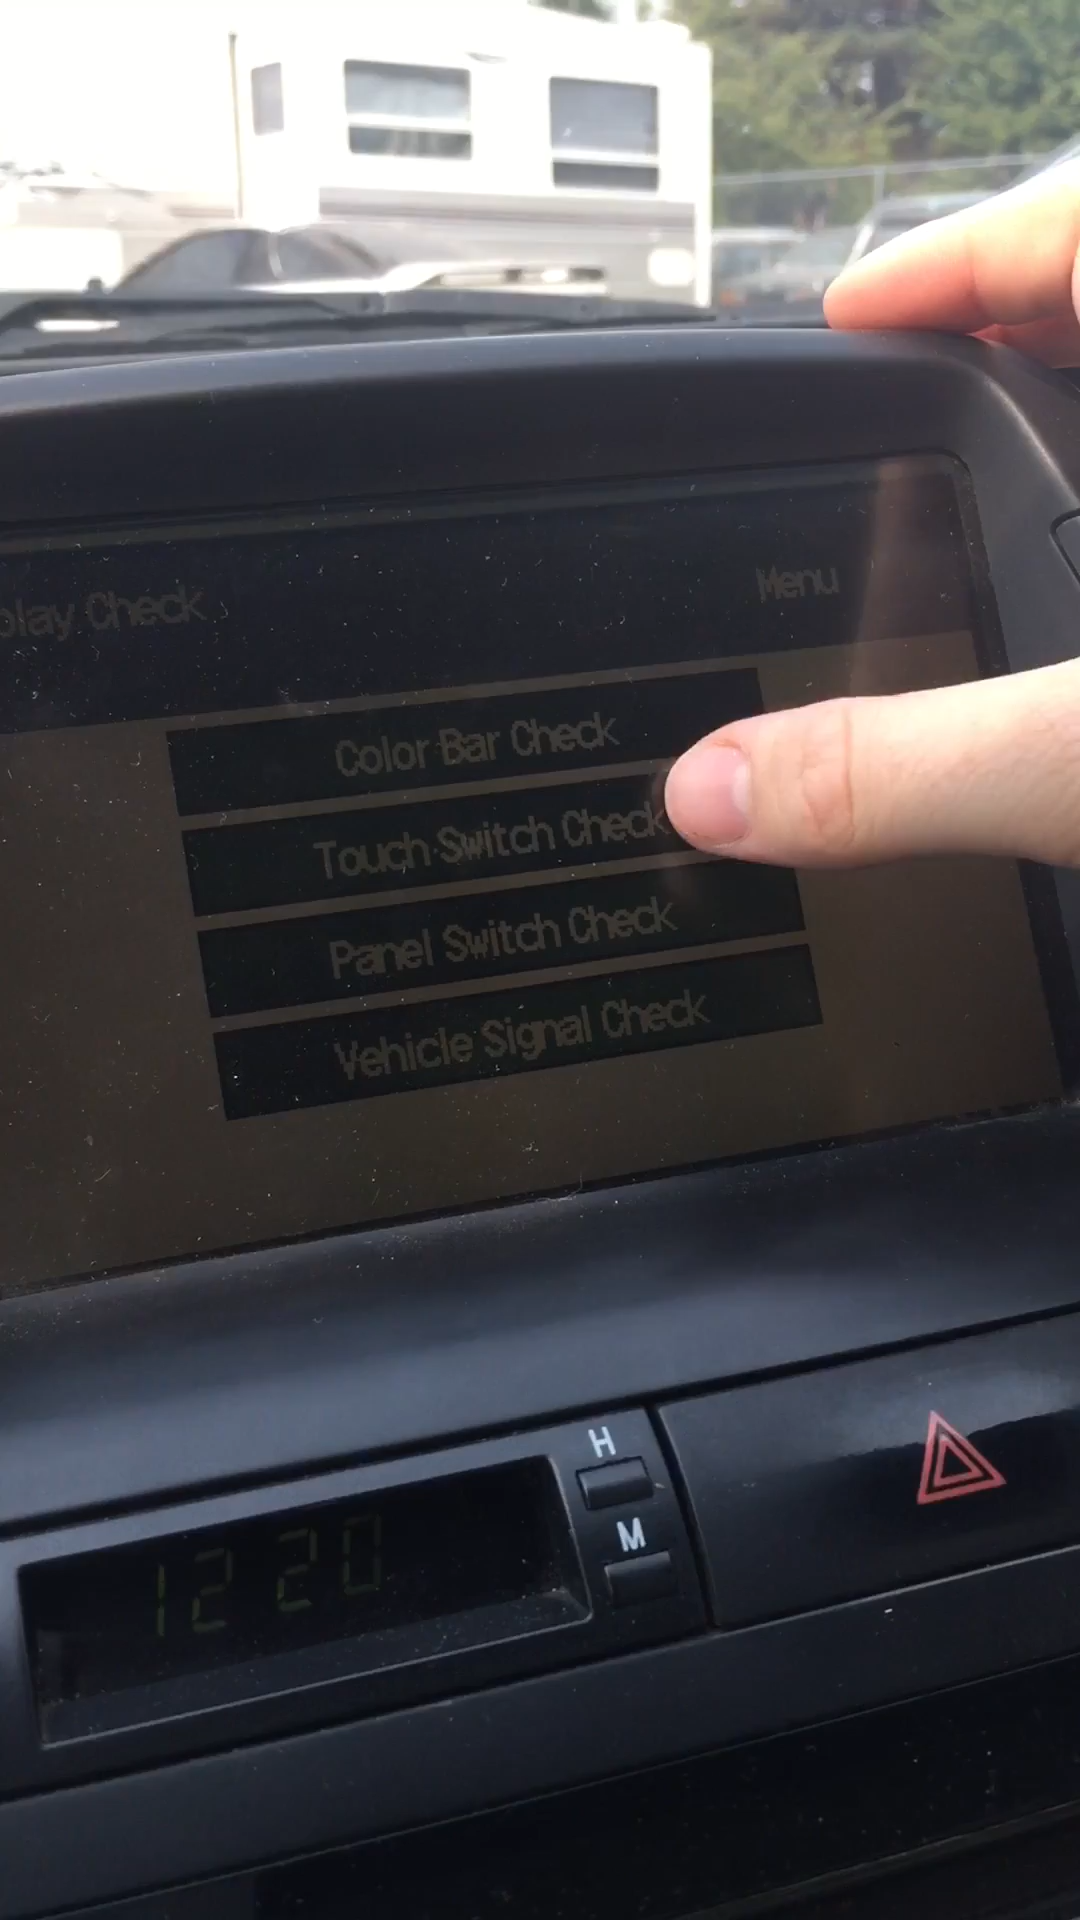 play Check
Menu
Color Bar Check
Touch Switch Check
Panel Switch Check
Vehicle Signal Check
H
M
12 20